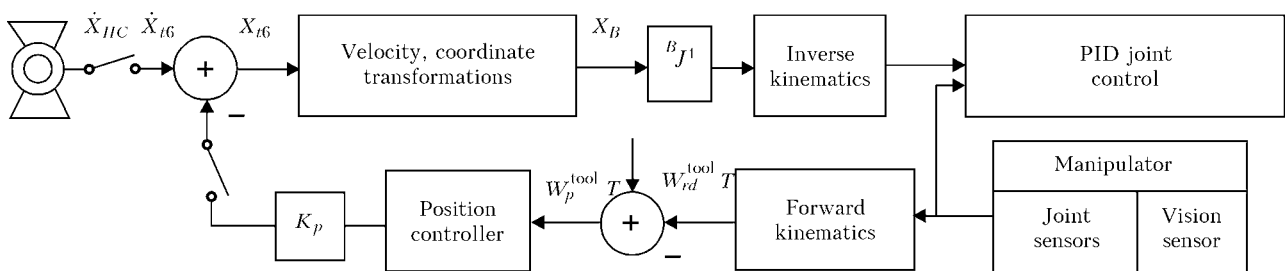 Ẋ_HC Ẋ_t6 X_t6 X_B
+
−
Velocity, coordinate
transformations
ᴮJ¹
Inverse
kinematics
PID joint
control
K_p
Position
controller
W_p^tool T
+
−
W_rd^tool T
Forward
kinematics
Manipulator
Joint
sensors
Vision
sensor